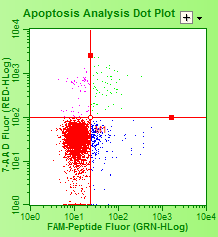 Apoptosis Analysis Dot Plot
7-AAD Fluor (RED-HLog)
10e4
10e3
10e2
10e1
10e0
10e0 10e1 10e2 10e3 10e4
FAM-Peptide Fluor (GRN-HLog)